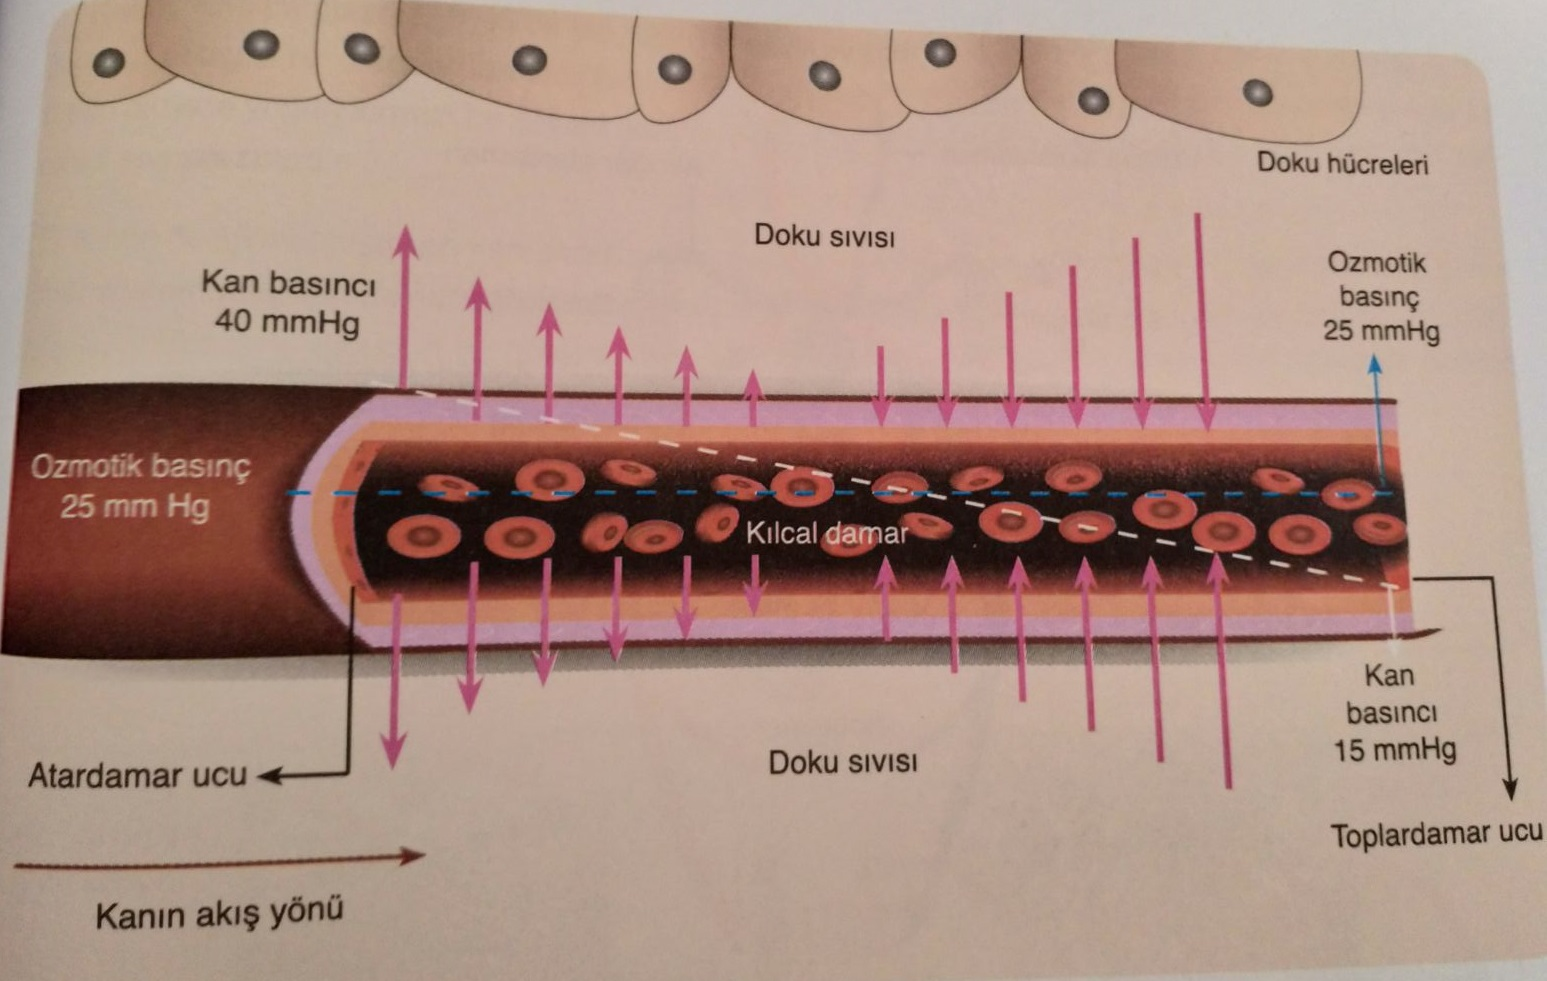 Doku hücreleri
Doku sıvısı
Kan basıncı
40 mmHg
Ozmotik
basınç
25 mmHg
Ozmotik basınç
25 mm Hg
Kılcal damar
Kan
basıncı
15 mmHg
Doku sıvısı
Atardamar ucu
Toplardamar ucu
Kanın akış yönü